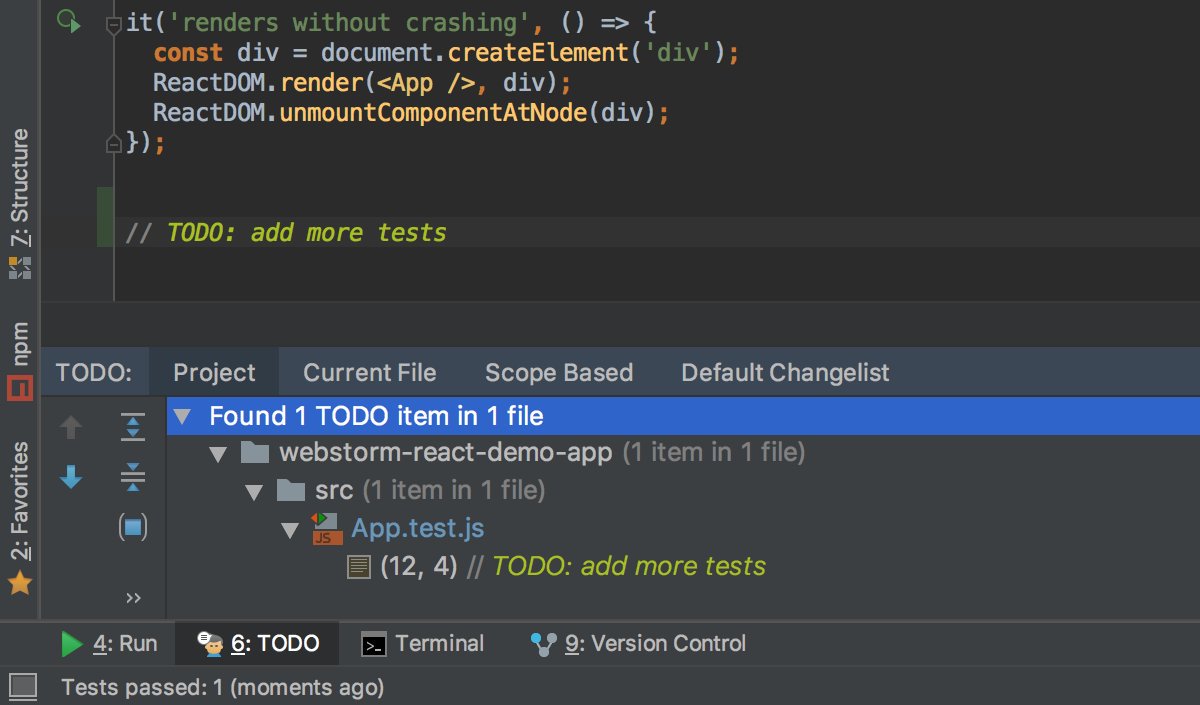 it('renders without crashing', () => {
const div = document.createElement('div');
ReactDOM.render(<App />, div);
ReactDOM.unmountComponentAtNode(div);
});
// TODO: add more tests
7: Structure
npm
2: Favorites
TODO: Project Current File Scope Based Default Changelist
Found 1 TODO item in 1 file
webstorm-react-demo-app (1 item in 1 file)
src (1 item in 1 file)
JS App.test.js
(12, 4) // TODO: add more tests
»
4: Run 6: TODO Terminal 9: Version Control
Tests passed: 1 (moments ago)